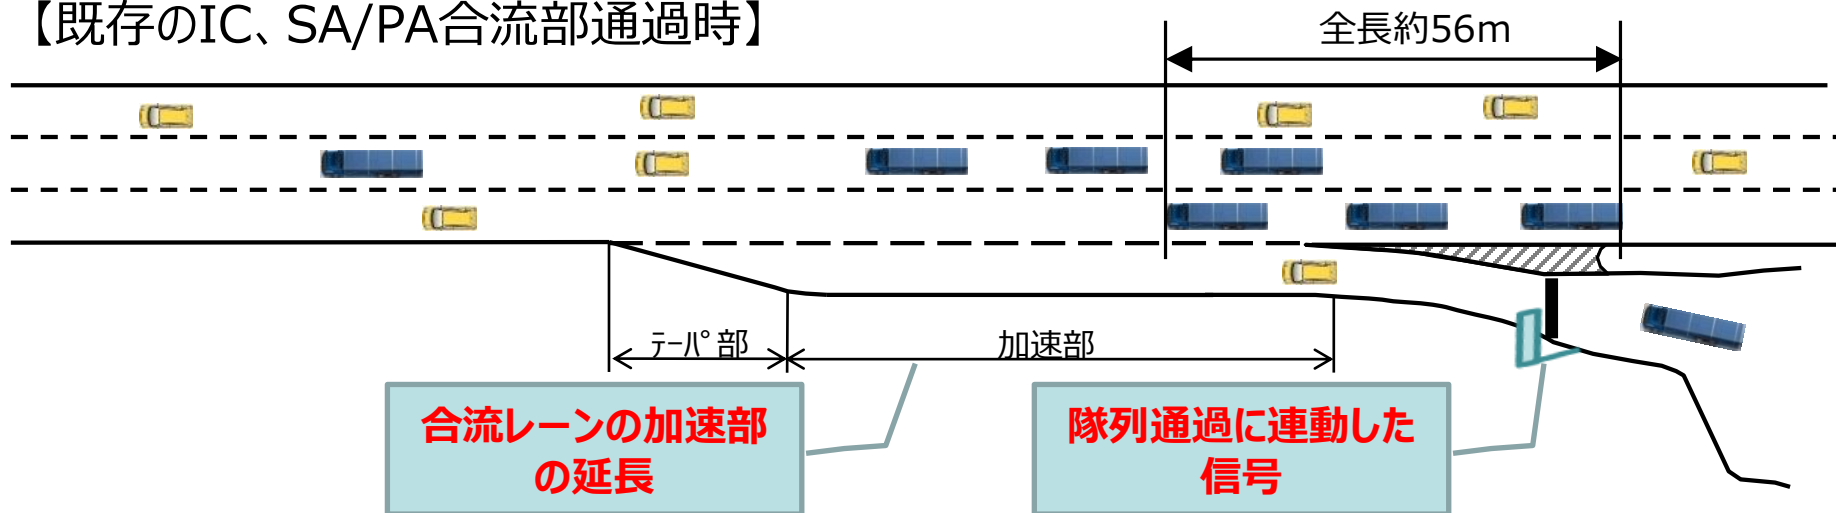 【既存のIC、SA/PA合流部通過時】
全長約56m
ﾃｰﾊﾟ部
加速部
合流レーンの加速部
の延長
隊列通過に連動した
信号